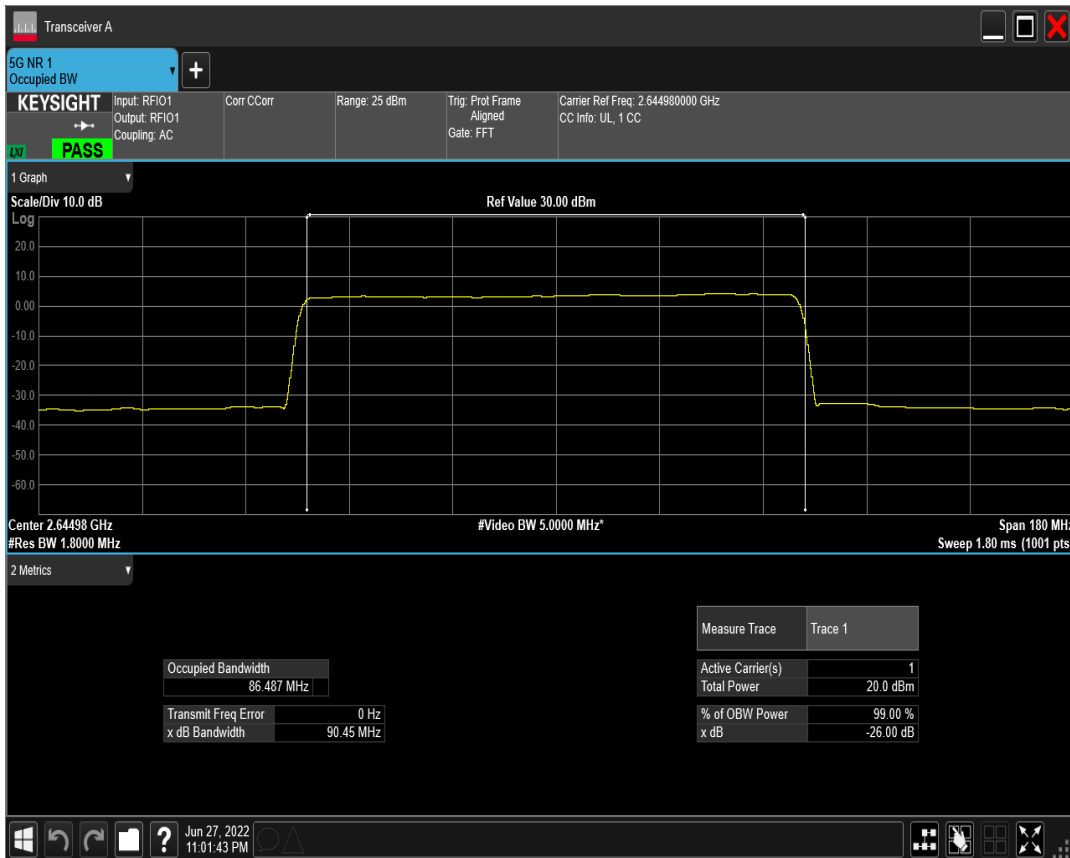 Transceiver A
5G NR 1
Occupied BW
KEYSIGHT
LXI
PASS
Input: RFIO1
Output: RFIO1
Coupling: AC
Corr CCorr
Range: 25 dBm
Trig: Prot Frame
Aligned
Gate: FFT
Carrier Ref Freq: 2.644980000 GHz
CC Info: UL, 1 CC
1 Graph
Scale/Div 10.0 dB
Ref Value 30.00 dBm
Log
20.0
10.0
0.00
-10.0
-20.0
-30.0
-40.0
-50.0
-60.0
Center 2.64498 GHz
#Video BW 5.0000 MHz*
Span 180 MHz
#Res BW 1.8000 MHz
Sweep 1.80 ms (1001 pts
2 Metrics
Measure Trace Trace 1
Occupied Bandwidth
86.487 MHz
Active Carrier(s) 1
Total Power 20.0 dBm
Transmit Freq Error 0 Hz
x dB Bandwidth 90.45 MHz
% of OBW Power 99.00 %
x dB -26.00 dB
?
Jun 27, 2022
11:01:43 PM